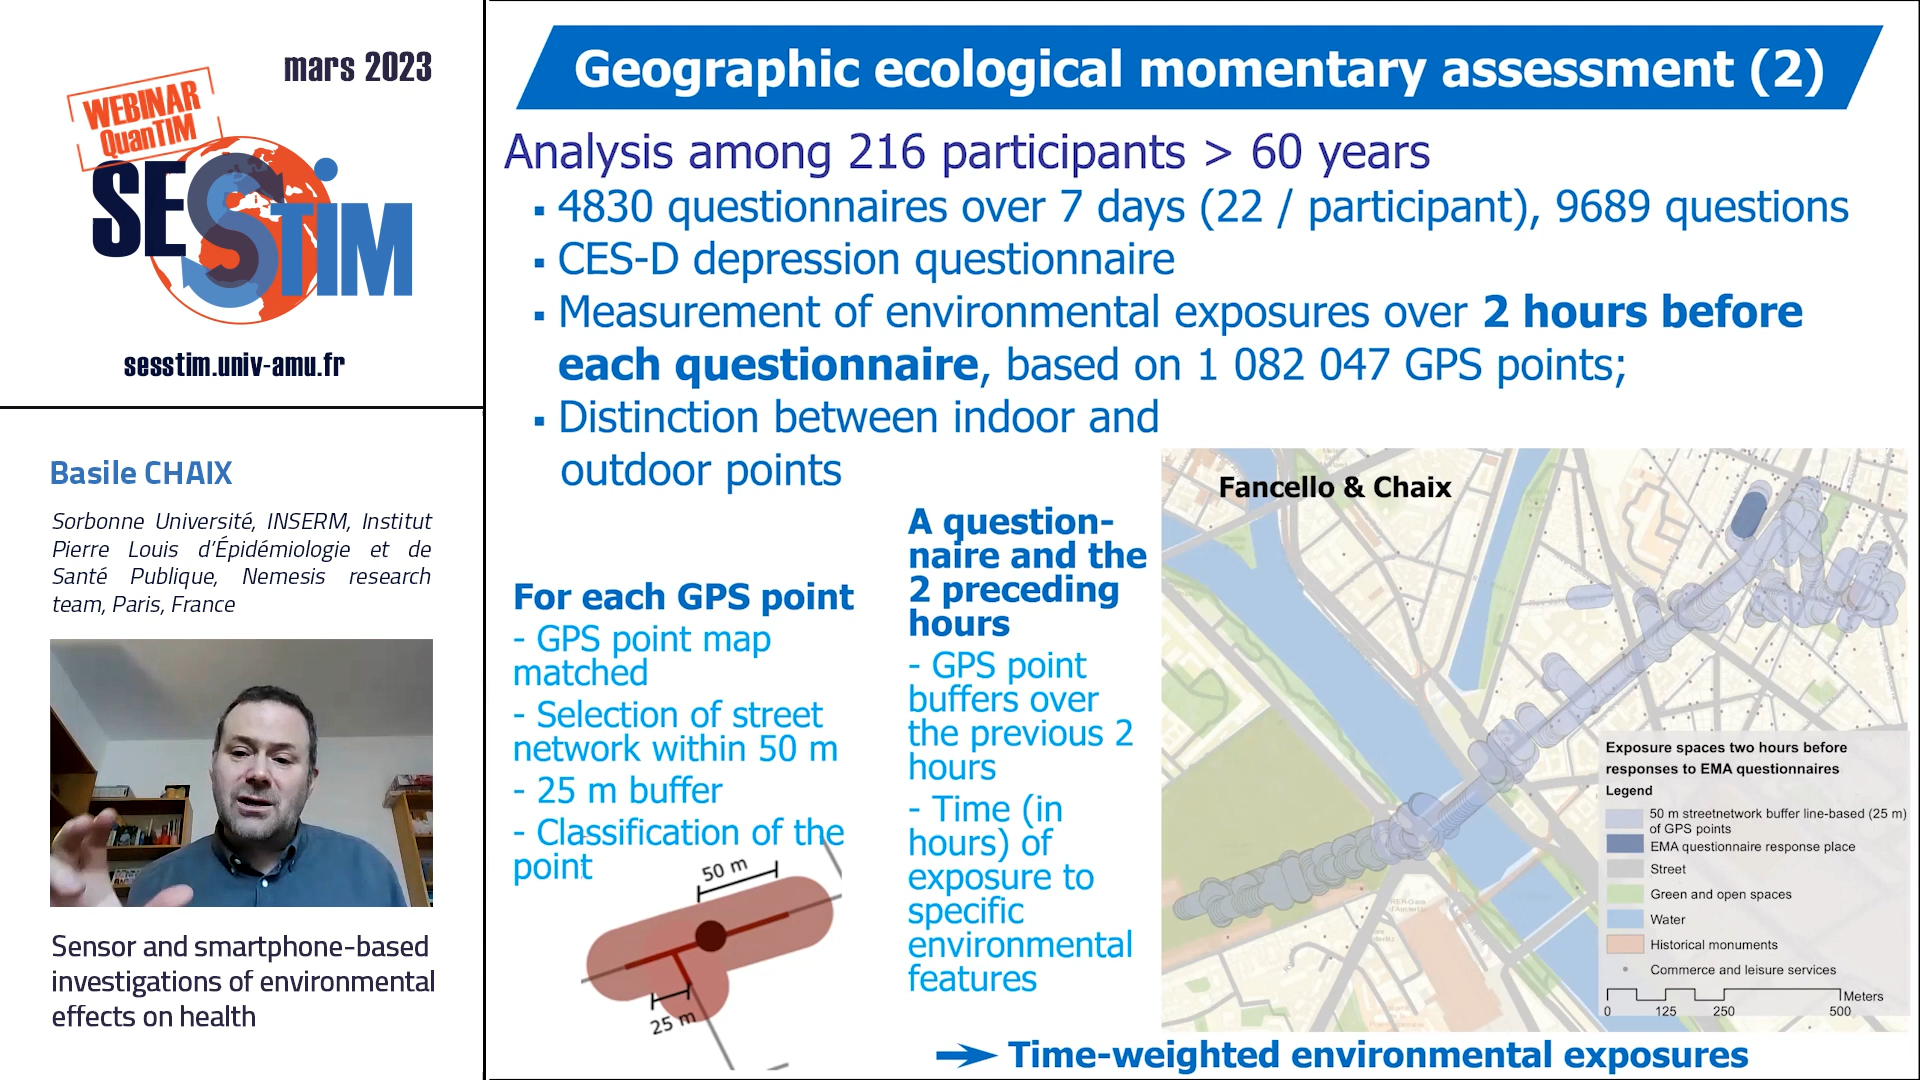 mars 2023
WEBINAR
QuanTIM
SESSTIM
sesstim.univ-amu.fr
Basile CHAIX
Sorbonne Université, INSERM, Institut
Pierre Louis d'Épidémiologie et de
Santé Publique, Nemesis research
team, Paris, France
Sensor and smartphone-based
investigations of environmental
effects on health
Geographic ecological momentary assessment (2)
Analysis among 216 participants > 60 years
▪ 4830 questionnaires over 7 days (22 / participant), 9689 questions
▪ CES-D depression questionnaire
▪ Measurement of environmental exposures over 2 hours before
each questionnaire, based on 1 082 047 GPS points;
▪ Distinction between indoor and
outdoor points
For each GPS point
- GPS point map
matched
- Selection of street
network within 50 m
- 25 m buffer
- Classification of the
point
50 m
25 m
A question-
naire and the
2 preceding
hours
- GPS point
buffers over
the previous 2
hours
- Time (in
hours) of
exposure to
specific
environmental
features
Fancello & Chaix
Exposure spaces two hours before
responses to EMA questionnaires
Legend
50 m streetnetwork buffer line-based (25 m)
of GPS points
EMA questionnaire response place
Street
Green and open spaces
Water
Historical monuments
Commerce and leisure services
Meters
0 125 250 500
Time-weighted environmental exposures